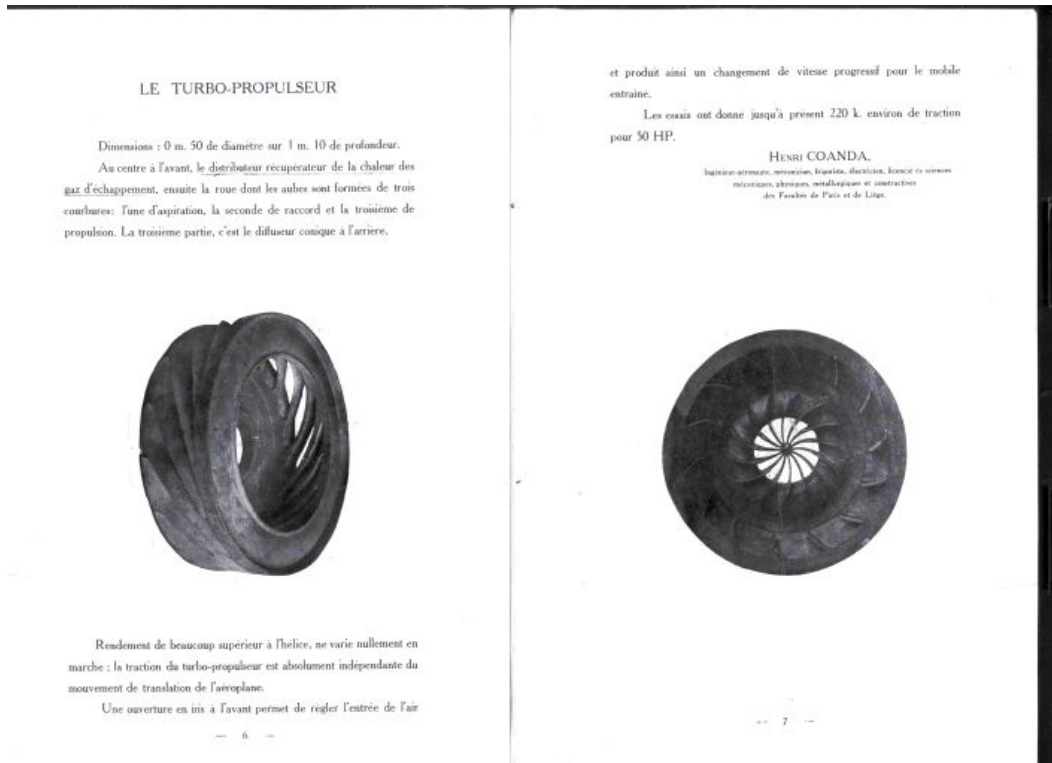 LE TURBO-PROPULSEUR
Dimensions : 0 m. 50 de diamètre sur 1 m. 10 de profondeur.
Au centre à l'avant, le distributeur récupérateur de la chaleur des
gaz d'échappement, ensuite la roue dont les aubes sont formées de trois
courbures: l'une d'aspiration, la seconde de raccord et la troisième de
propulsion. La troisième partie, c'est le diffuseur conique à l'arrière.
Rendement de beaucoup supérieur à l'hélice, ne varie nullement en
marche ; la traction du turbo-propulseur est absolument indépendante du
mouvement de translation de l'aéroplane.
Une ouverture en iris à l'avant permet de régler l'entrée de l'air
— 6 —
et produit ainsi un changement de vitesse progressif pour le mobile
entraîné.
Les essais ont donné jusqu'à présent 220 k. environ de traction
pour 50 HP.
HENRI COANDA,
Ingénieur-aéronaute, mécanicien, frigoriste, électricien, licencié ès sciences
mécaniques, physiques, métallurgiques et constructives
des Facultés de Paris et de Liège.
— 7 —